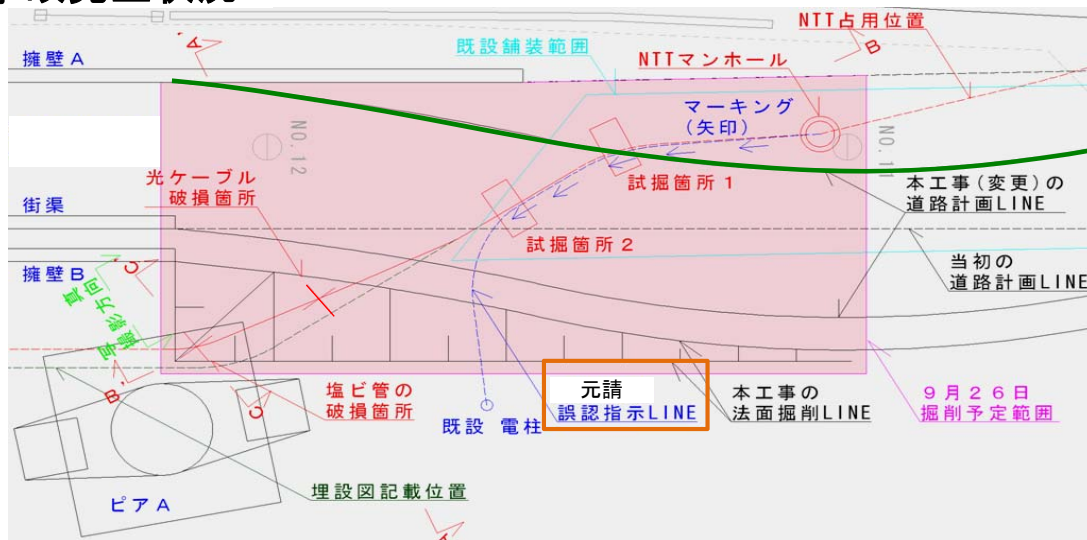 擁壁A
A'
既設舗装範囲
NTTマンホール
NTT占用位置
B
マーキング
(矢印)
NO.12
NO.11
光ケーブル
破損箇所
試掘箇所1
本工事(変更)の
道路計画LINE
街渠
試掘箇所2
当初の
道路計画LINE
擁壁B
C'
写真
撮影方向
B'
C
塩ビ管の
破損箇所
元請
誤認指示LINE
本工事の
法面掘削LINE
9月26日
掘削予定範囲
既設 電柱
埋設図記載位置
ピアA
A